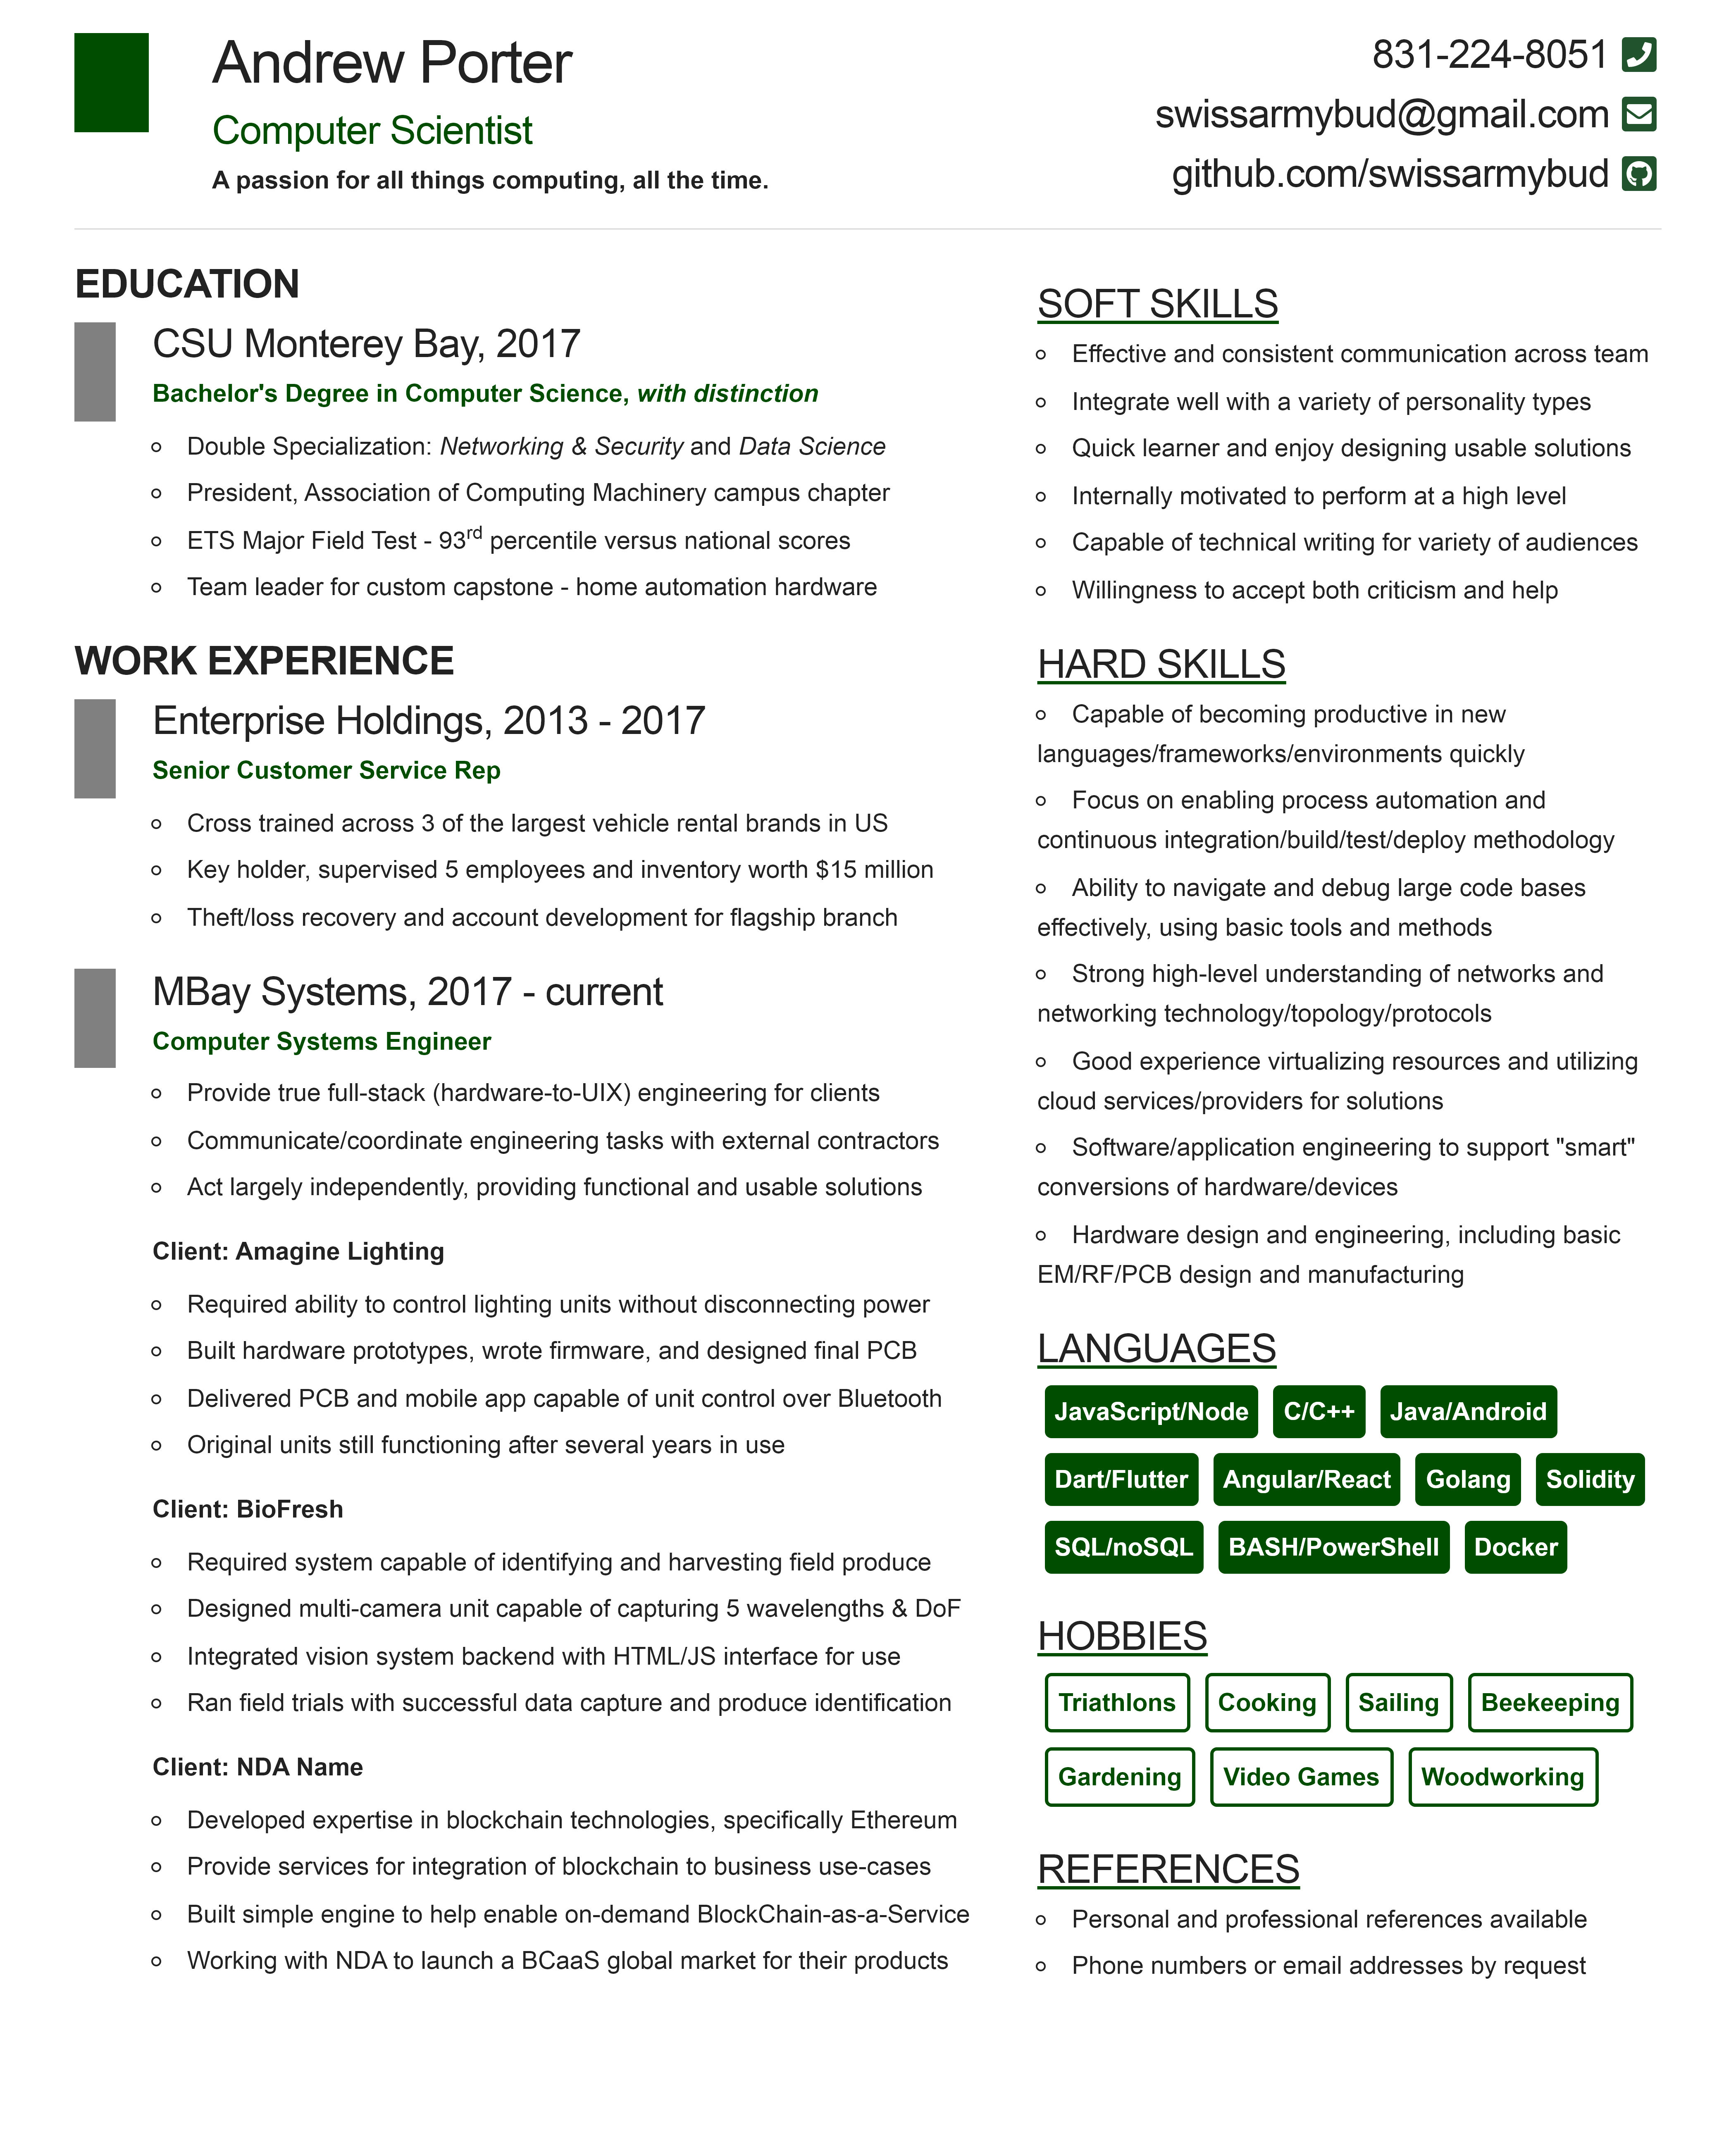 Andrew Porter
Computer Scientist
A passion for all things computing, all the time.
831-224-8051
swissarmybud@gmail.com
github.com/swissarmybud
EDUCATION
CSU Monterey Bay, 2017
Bachelor's Degree in Computer Science, with distinction
Double Specialization: Networking & Security and Data Science
President, Association of Computing Machinery campus chapter
ETS Major Field Test - 93rd percentile versus national scores
Team leader for custom capstone - home automation hardware
WORK EXPERIENCE
Enterprise Holdings, 2013 - 2017
Senior Customer Service Rep
Cross trained across 3 of the largest vehicle rental brands in US
Key holder, supervised 5 employees and inventory worth $15 million
Theft/loss recovery and account development for flagship branch
MBay Systems, 2017 - current
Computer Systems Engineer
Provide true full-stack (hardware-to-UIX) engineering for clients
Communicate/coordinate engineering tasks with external contractors
Act largely independently, providing functional and usable solutions
Client: Amagine Lighting
Required ability to control lighting units without disconnecting power
Built hardware prototypes, wrote firmware, and designed final PCB
Delivered PCB and mobile app capable of unit control over Bluetooth
Original units still functioning after several years in use
Client: BioFresh
Required system capable of identifying and harvesting field produce
Designed multi-camera unit capable of capturing 5 wavelengths & DoF
Integrated vision system backend with HTML/JS interface for use
Ran field trials with successful data capture and produce identification
Client: NDA Name
Developed expertise in blockchain technologies, specifically Ethereum
Provide services for integration of blockchain to business use-cases
Built simple engine to help enable on-demand BlockChain-as-a-Service
Working with NDA to launch a BCaaS global market for their products
SOFT SKILLS
Effective and consistent communication across team
Integrate well with a variety of personality types
Quick learner and enjoy designing usable solutions
Internally motivated to perform at a high level
Capable of technical writing for variety of audiences
Willingness to accept both criticism and help
HARD SKILLS
Capable of becoming productive in new
languages/frameworks/environments quickly
Focus on enabling process automation and
continuous integration/build/test/deploy methodology
Ability to navigate and debug large code bases
effectively, using basic tools and methods
Strong high-level understanding of networks and
networking technology/topology/protocols
Good experience virtualizing resources and utilizing
cloud services/providers for solutions
Software/application engineering to support "smart"
conversions of hardware/devices
Hardware design and engineering, including basic
EM/RF/PCB design and manufacturing
LANGUAGES
JavaScript/Node C/C++ Java/Android
Dart/Flutter Angular/React Golang Solidity
SQL/noSQL BASH/PowerShell Docker
HOBBIES
Triathlons Cooking Sailing Beekeeping
Gardening Video Games Woodworking
REFERENCES
Personal and professional references available
Phone numbers or email addresses by request